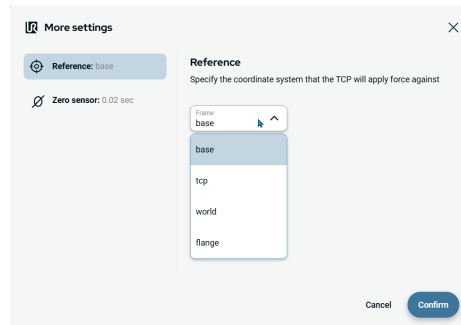 More settings
Reference: base
Zero sensor: 0.02 sec
Reference
Specify the coordinate system that the TCP will apply force against
Frame
base
base
tcp
world
flange
Cancel
Confirm